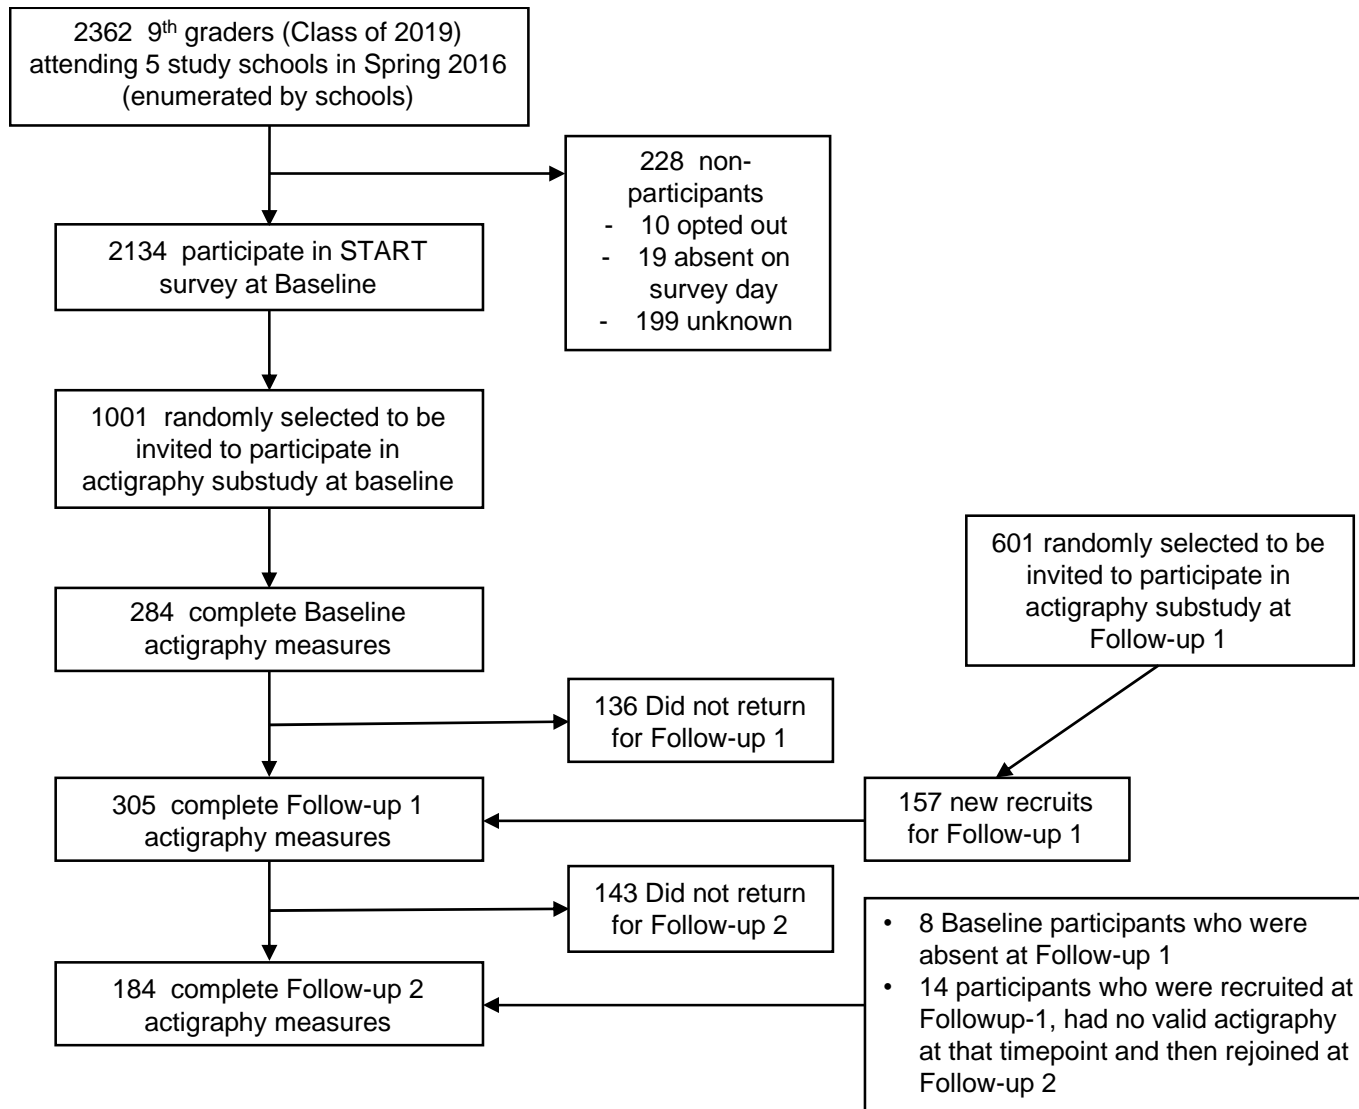 2362 9th graders (Class of 2019)
attending 5 study schools in Spring 2016
(enumerated by schools)
228 non-
participants
- 10 opted out
- 19 absent on
survey day
- 199 unknown
2134 participate in START
survey at Baseline
1001 randomly selected to be
invited to participate in
actigraphy substudy at baseline
601 randomly selected to be
invited to participate in
actigraphy substudy at
Follow-up 1
284 complete Baseline
actigraphy measures
136 Did not return
for Follow-up 1
305 complete Follow-up 1
actigraphy measures
157 new recruits
for Follow-up 1
143 Did not return
for Follow-up 2
• 8 Baseline participants who were
absent at Follow-up 1
• 14 participants who were recruited at
Followup-1, had no valid actigraphy
at that timepoint and then rejoined at
Follow-up 2
184 complete Follow-up 2
actigraphy measures